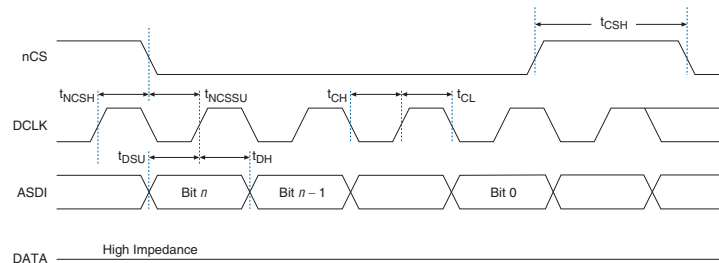 tCSH
nCS
tNCSH
tNCSSU
tCH
tCL
DCLK
tDSU
tDH
ASDI
Bit n
Bit n – 1
Bit 0
High Impedance
DATA